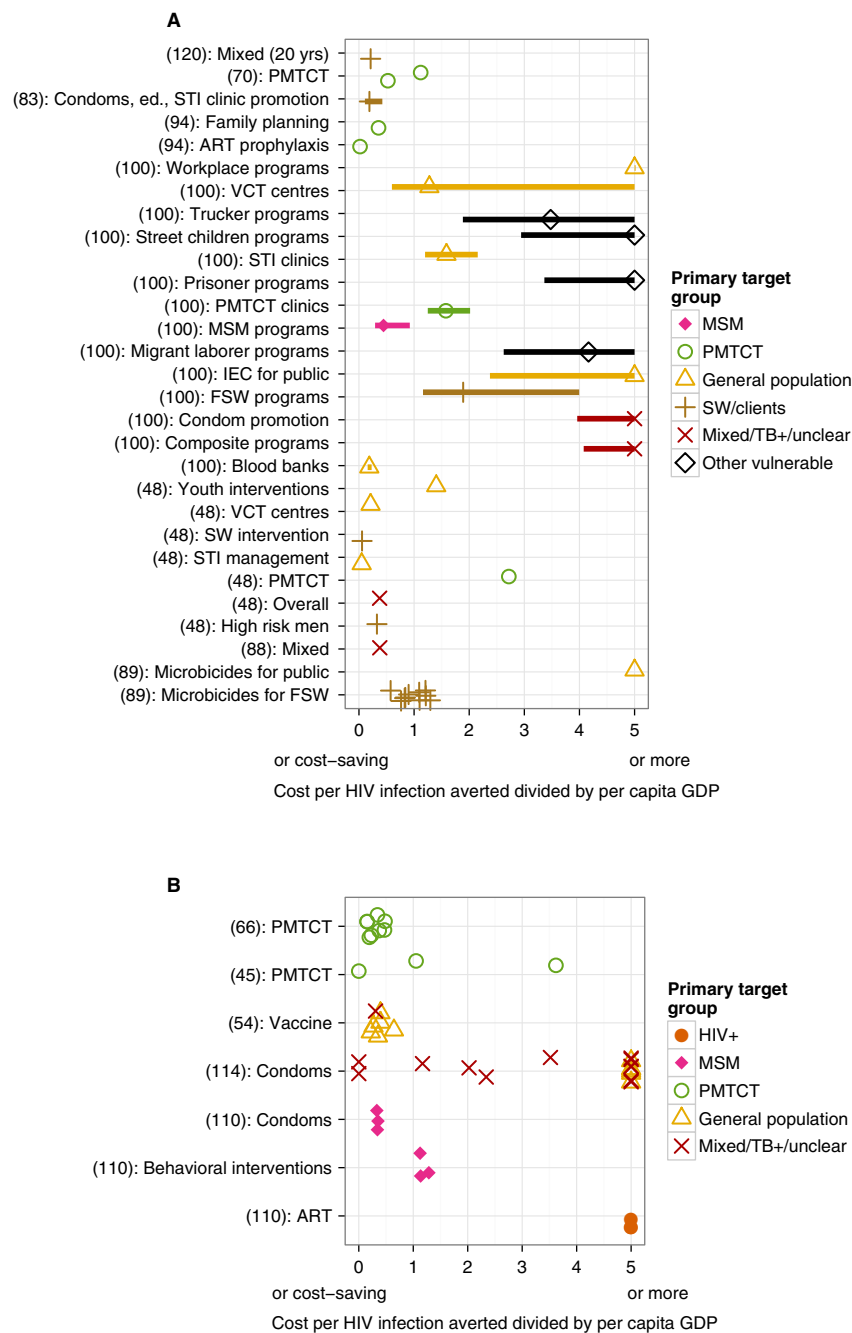 A
(120): Mixed (20 yrs)
(70): PMTCT
(83): Condoms, ed., STI clinic promotion
(94): Family planning
(94): ART prophylaxis
(100): Workplace programs
(100): VCT centres
(100): Trucker programs
(100): Street children programs
(100): STI clinics
(100): Prisoner programs
(100): PMTCT clinics
(100): MSM programs
(100): Migrant laborer programs
(100): IEC for public
(100): FSW programs
(100): Condom promotion
(100): Composite programs
(100): Blood banks
(48): Youth interventions
(48): VCT centres
(48): SW intervention
(48): STI management
(48): PMTCT
(48): Overall
(48): High risk men
(88): Mixed
(89): Microbicides for public
(89): Microbicides for FSW
0 1 2 3 4 5
or cost−saving or more
Cost per HIV infection averted divided by per capita GDP
Primary target
group
MSM
PMTCT
General population
SW/clients
Mixed/TB+/unclear
Other vulnerable
B
(66): PMTCT
(45): PMTCT
(54): Vaccine
(114): Condoms
(110): Condoms
(110): Behavioral interventions
(110): ART
0 1 2 3 4 5
or cost−saving or more
Cost per HIV infection averted divided by per capita GDP
Primary target
group
HIV+
MSM
PMTCT
General population
Mixed/TB+/unclear